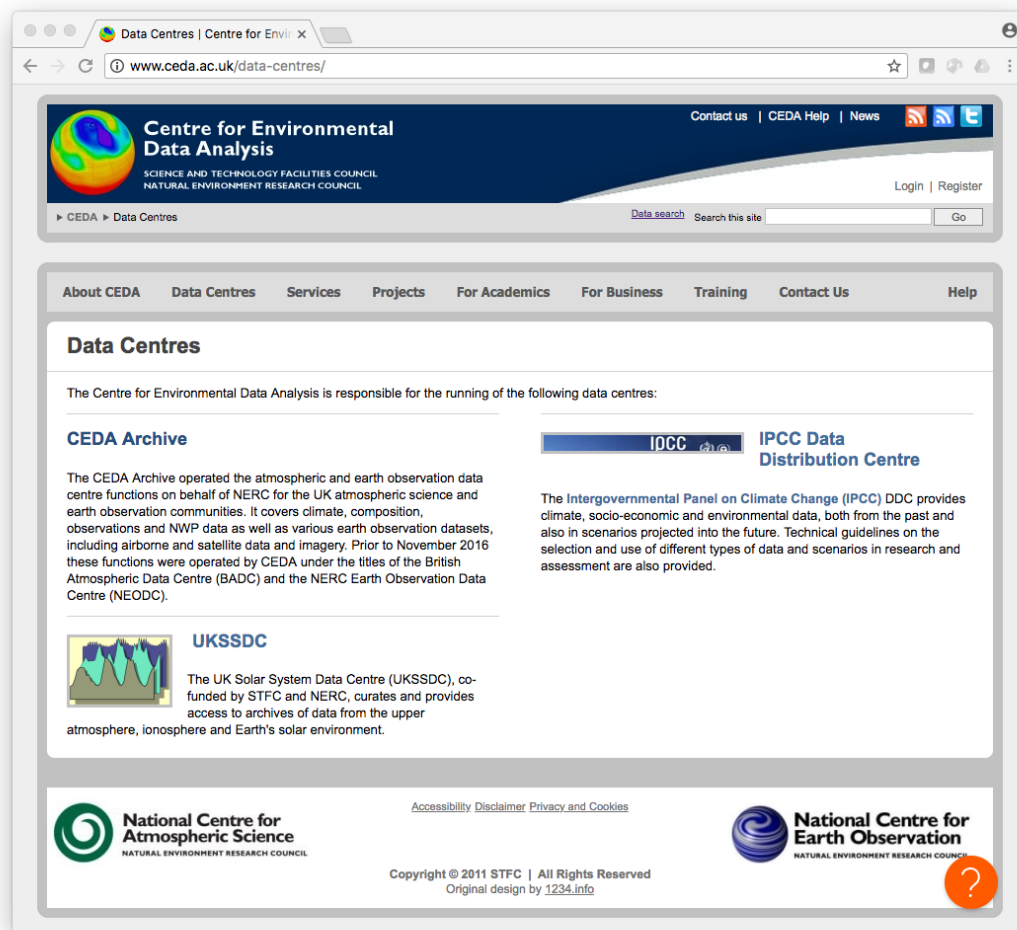 Data Centres | Centre for Envir
www.ceda.ac.uk/data-centres/
Centre for Environmental
Data Analysis
SCIENCE AND TECHNOLOGY FACILITIES COUNCIL
NATURAL ENVIRONMENT RESEARCH COUNCIL
Contact us | CEDA Help | News
Login | Register
CEDA Data Centres
Data search Search this site Go
About CEDA Data Centres Services Projects For Academics For Business Training Contact Us Help
Data Centres
The Centre for Environmental Data Analysis is responsible for the running of the following data centres:
CEDA Archive
The CEDA Archive operated the atmospheric and earth observation data
centre functions on behalf of NERC for the UK atmospheric science and
earth observation communities. It covers climate, composition,
observations and NWP data as well as various earth observation datasets,
including airborne and satellite data and imagery. Prior to November 2016
these functions were operated by CEDA under the titles of the British
Atmospheric Data Centre (BADC) and the NERC Earth Observation Data
Centre (NEODC).
UKSSDC
The UK Solar System Data Centre (UKSSDC), co-
funded by STFC and NERC, curates and provides
access to archives of data from the upper
atmosphere, ionosphere and Earth's solar environment.
IPCC
IPCC Data
Distribution Centre
The Intergovernmental Panel on Climate Change (IPCC) DDC provides
climate, socio-economic and environmental data, both from the past and
also in scenarios projected into the future. Technical guidelines on the
selection and use of different types of data and scenarios in research and
assessment are also provided.
National Centre for
Atmospheric Science
NATURAL ENVIRONMENT RESEARCH COUNCIL
Accessibility Disclaimer Privacy and Cookies
Copyright © 2011 STFC | All Rights Reserved
Original design by 1234.info
National Centre for
Earth Observation
NATURAL ENVIRONMENT RESEARCH COUNCIL
?